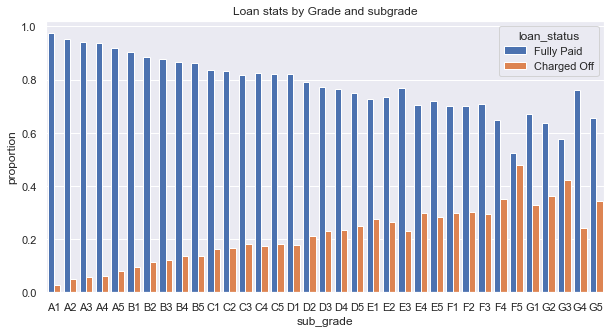 Loan stats by Grade and subgrade
loan_status
Fully Paid
Charged Off
proportion
1.0
0.8
0.6
0.4
0.2
0.0
A1 A2 A3 A4 A5 B1 B2 B3 B4 B5 C1 C2 C3 C4 C5 D1 D2 D3 D4 D5 E1 E2 E3 E4 E5 F1 F2 F3 F4 F5 G1 G2 G3 G4 G5
sub_grade